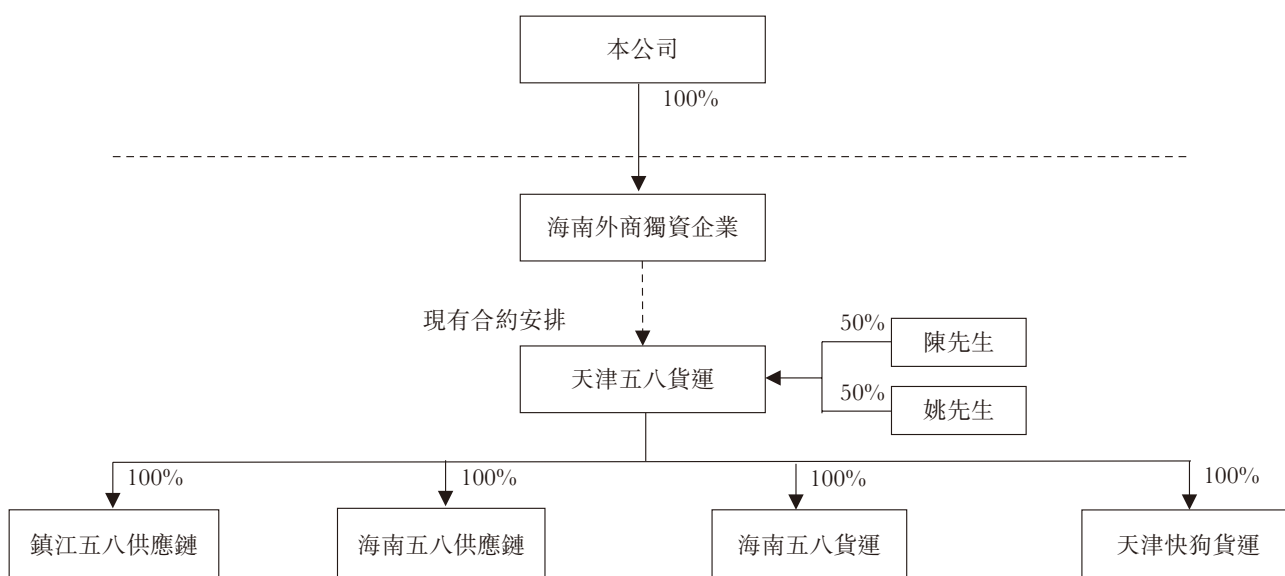 本公司
100%
海南外商獨資企業
現有合約安排
50%
陳先生
天津五八貨運
50%
姚先生
100%
100%
100%
100%
鎮江五八供應鏈
海南五八供應鏈
海南五八貨運
天津快狗貨運